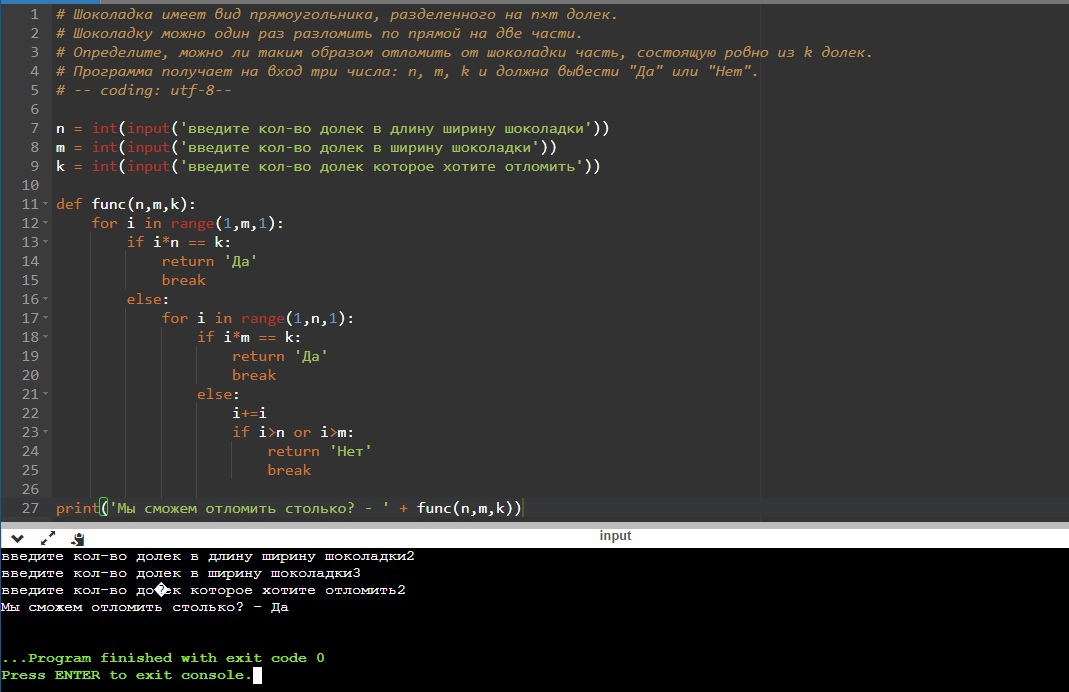 1 # Шоколадка имеет вид прямоугольника, разделенного на n×m долек.
2 # Шоколадку можно один раз разломить по прямой на две части.
3 # Определите, можно ли таким образом отломить от шоколадки часть, состоящую ровно из k долек.
4 # Программа получает на вход три числа: n, m, k и должна вывести "Да" или "Нет".
5 # -- coding: utf-8--
6
7 n = int(input('введите кол-во долек в длину ширину шоколадки'))
8 m = int(input('введите кол-во долек в ширину шоколадки'))
9 k = int(input('введите кол-во долек которое хотите отломить'))
10
11 def func(n,m,k):
12     for i in range(1,m,1):
13         if i*n == k:
14             return 'Да'
15             break
16         else:
17             for i in range(1,n,1):
18                 if i*m == k:
19                     return 'Да'
20                     break
21                 else:
22                     i+=i
23                     if i>n or i>m:
24                         return 'Нет'
25                         break
26
27 print('Мы сможем отломить столько? - ' + func(n,m,k))
input
введите кол-во долек в длину ширину шоколадки2
введите кол-во долек в ширину шоколадки3
введите кол-во до�ек которое хотите отломить2
Мы сможем отломить столько? - Да
...Program finished with exit code 0
Press ENTER to exit console.